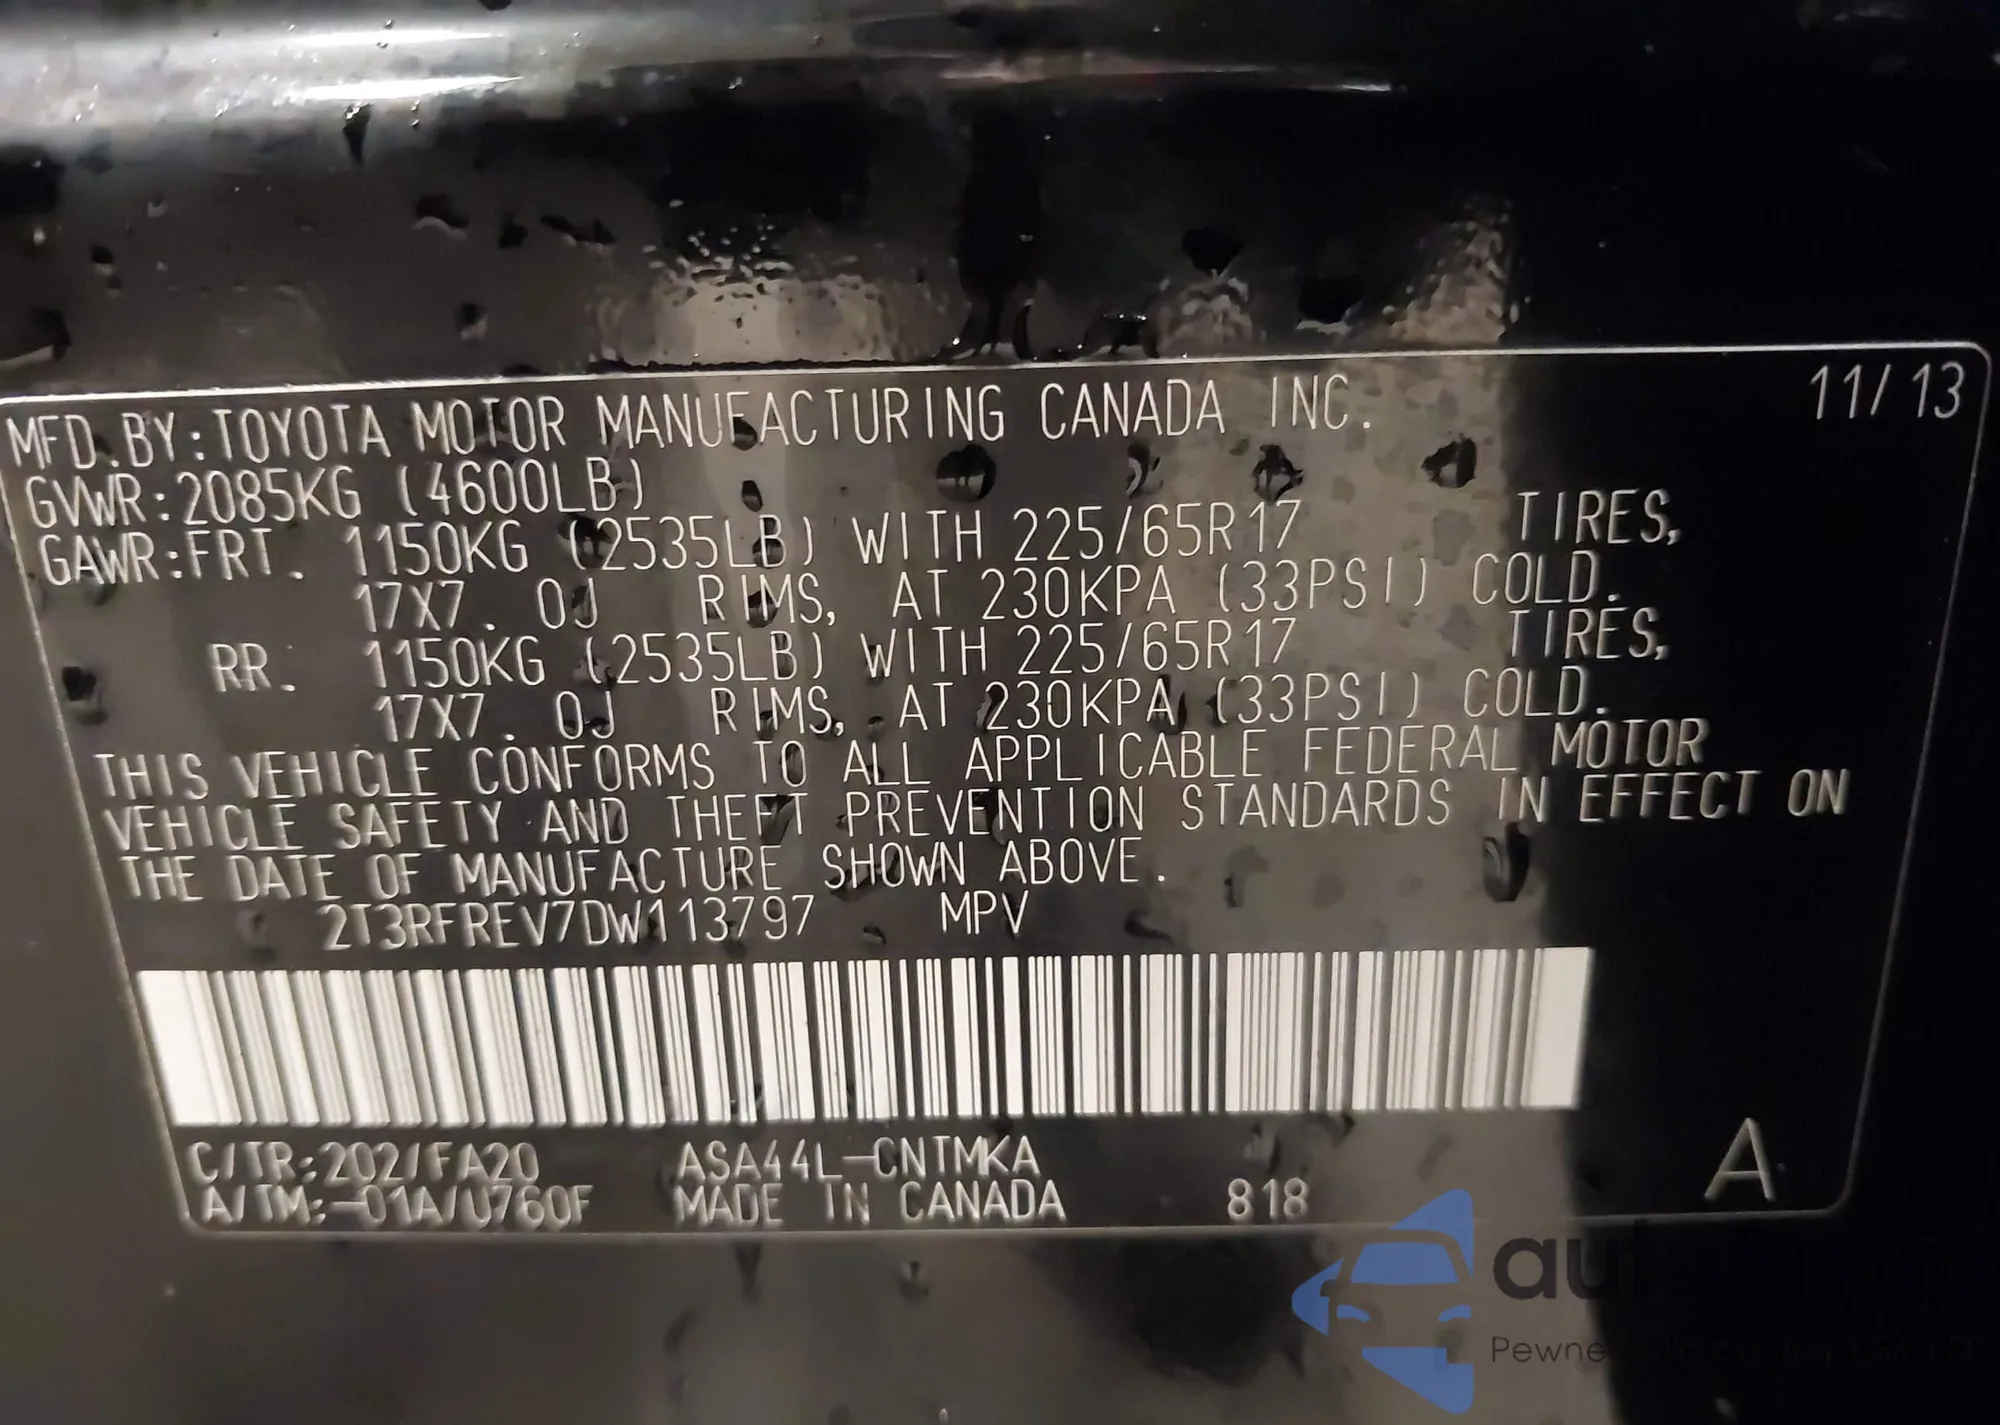 11/13
MFD.BY:TOYOTA MOTOR MANUFACTURING CANADA INC.
GVWR:2085KG (4600LB)
GAWR:FRT. 1150KG (2535LB) WITH 225/65R17 TIRES,
17X7.0J RIMS, AT 230KPA (33PSI) COLD.
RR. 1150KG (2535LB) WITH 225/65R17 TIRES,
17X7.0J RIMS, AT 230KPA (33PSI) COLD.
THIS VEHICLE CONFORMS TO ALL APPLICABLE FEDERAL MOTOR
VEHICLE SAFETY AND THEFT PREVENTION STANDARDS IN EFFECT ON
THE DATE OF MANUFACTURE SHOWN ABOVE.
2T3RFREV7DW113797 MPV
C/TR:202/FA20 ASA44L-CNTMKA
A/TM:-01A/U760F MADE IN CANADA 818 A
Pewne